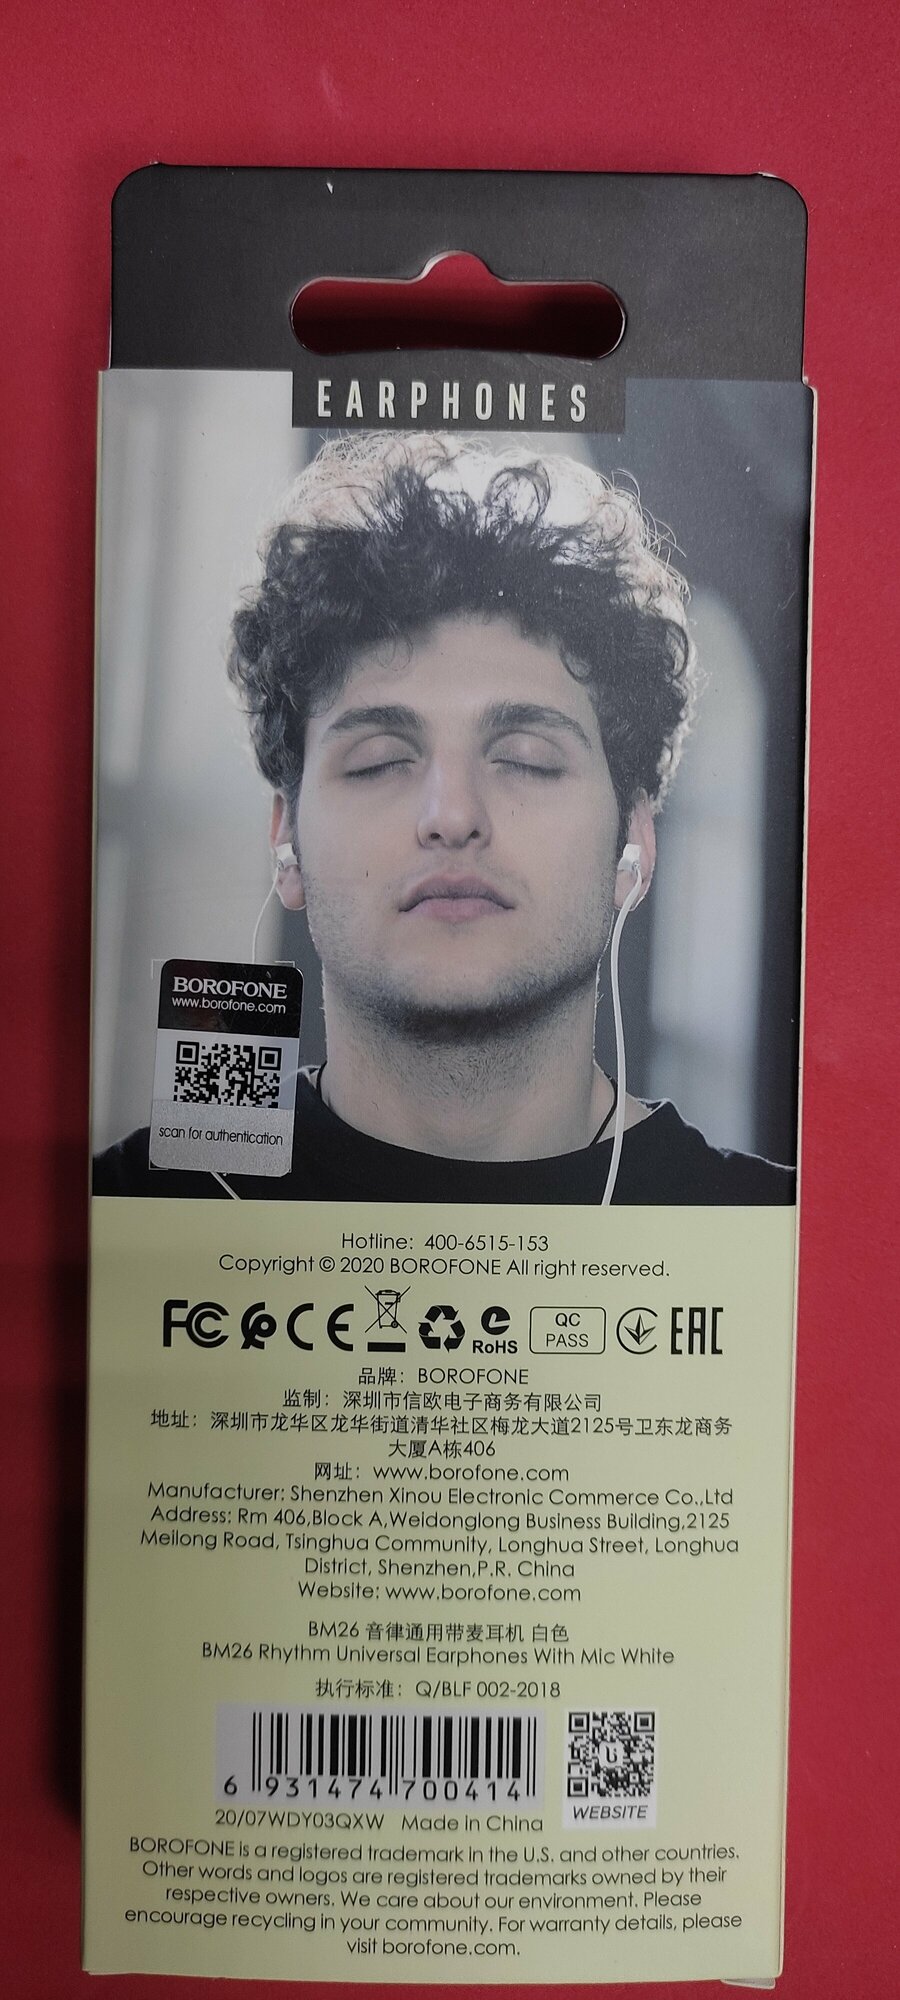 EARPHONES
BOROFONE
www.borofone.com
scan for authentication
Hotline: 400-6515-153
Copyright © 2020 BOROFONE All right reserved.
FC CE RoHS QC PASS EAC
品牌：BOROFONE
监制：深圳市信欧电子商务有限公司
地址：深圳市龙华区龙华街道清华社区梅龙大道2125号卫东龙商务
大厦A栋406
网址：www.borofone.com
Manufacturer: Shenzhen Xinou Electronic Commerce Co.,Ltd
Address: Rm 406,Block A,Weidonglong Business Building,2125
Meilong Road, Tsinghua Community, Longhua Street, Longhua
District, Shenzhen,P.R. China
Website: www.borofone.com
BM26 音律通用带麦耳机 白色
BM26 Rhythm Universal Earphones With Mic White
执行标准：Q/BLF 002-2018
6 931474 700414
WEBSITE
20/07WDY03QXW Made in China
BOROFONE is a registered trademark in the U.S. and other countries.
Other words and logos are registered trademarks owned by their
respective owners. We care about our environment. Please
encourage recycling in your community. For warranty details, please
visit borofone.com.